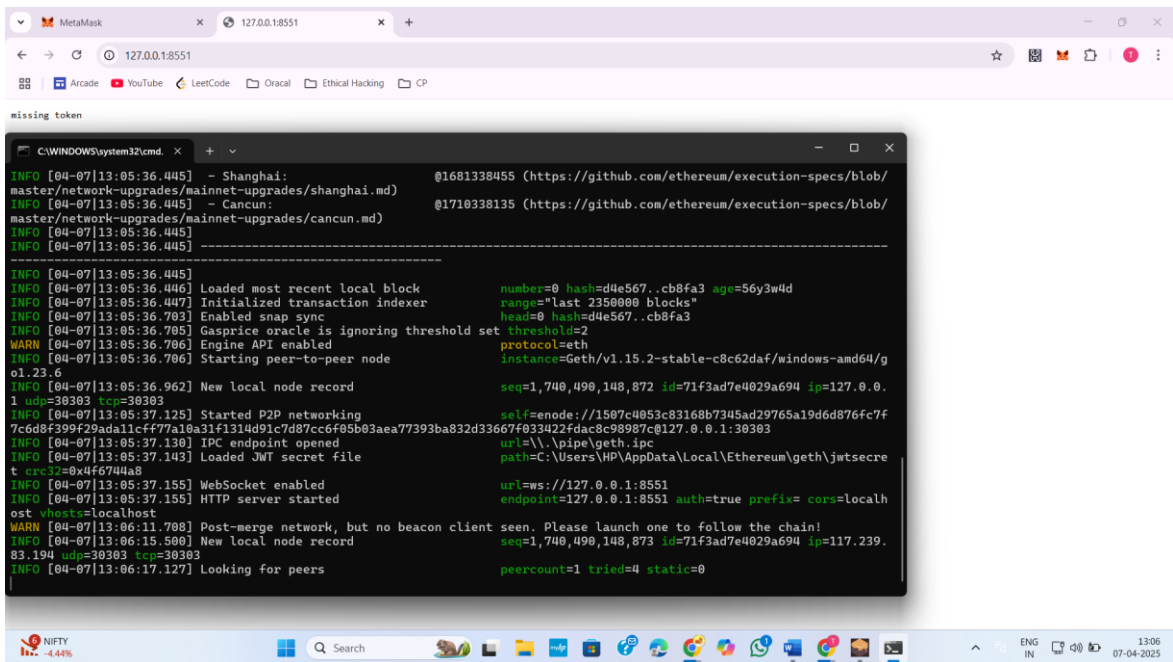 MetaMask
127.0.0.1:8551
127.0.0.1:8551
T
Arcade YouTube LeetCode Oracal Ethical Hacking CP
missing token
C:\WINDOWS\system32\cmd.
INFO [04-07|13:05:36.445] - Shanghai: @1681338455 (https://github.com/ethereum/execution-specs/blob/
master/network-upgrades/mainnet-upgrades/shanghai.md)
INFO [04-07|13:05:36.445] - Cancun: @1710338135 (https://github.com/ethereum/execution-specs/blob/
master/network-upgrades/mainnet-upgrades/cancun.md)
INFO [04-07|13:05:36.445]
INFO [04-07|13:05:36.445] ------------------------------------------------------------------------------------------
---------------------------------------------------------
INFO [04-07|13:05:36.445]
INFO [04-07|13:05:36.446] Loaded most recent local block number=0 hash=d4e567..cb8fa3 age=56y3w4d
INFO [04-07|13:05:36.447] Initialized transaction indexer range="last 2350000 blocks"
INFO [04-07|13:05:36.703] Enabled snap sync head=0 hash=d4e567..cb8fa3
INFO [04-07|13:05:36.705] Gasprice oracle is ignoring threshold set threshold=2
WARN [04-07|13:05:36.706] Engine API enabled protocol=eth
INFO [04-07|13:05:36.706] Starting peer-to-peer node instance=Geth/v1.15.2-stable-c8c62daf/windows-amd64/g
o1.23.6
INFO [04-07|13:05:36.962] New local node record seq=1,740,490,148,872 id=71f3ad7e4029a694 ip=127.0.0.
1 udp=30303 tcp=30303
INFO [04-07|13:05:37.125] Started P2P networking self=enode://1507c4053c83168b7345ad29765a19d6d876fc7f
7c6d8f399f29ada11cff77a10a31f1314d91c7d87cc6f05b03aea77393ba832d33667f033422fdac8c98987c@127.0.0.1:30303
INFO [04-07|13:05:37.130] IPC endpoint opened url=\\.\pipe\geth.ipc
INFO [04-07|13:05:37.143] Loaded JWT secret file path=C:\Users\HP\AppData\Local\Ethereum\geth\jwtsecre
t crc32=0x4f6744a8
INFO [04-07|13:05:37.155] WebSocket enabled url=ws://127.0.0.1:8551
INFO [04-07|13:05:37.155] HTTP server started endpoint=127.0.0.1:8551 auth=true prefix= cors=localh
ost vhosts=localhost
WARN [04-07|13:06:11.708] Post-merge network, but no beacon client seen. Please launch one to follow the chain!
INFO [04-07|13:06:15.500] New local node record seq=1,740,490,148,873 id=71f3ad7e4029a694 ip=117.239.
83.194 udp=30303 tcp=30303
INFO [04-07|13:06:17.127] Looking for peers peercount=1 tried=4 static=0
6 NIFTY
-4.44%
Search
ENG
IN
13:06
07-04-2025